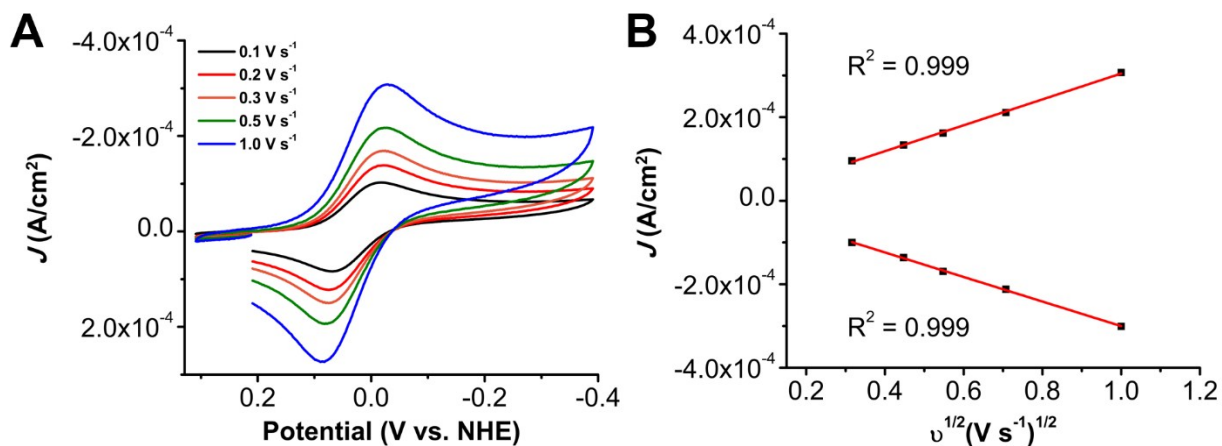 A
-4.0x10⁻⁴
-2.0x10⁻⁴
0.0
2.0x10⁻⁴
J (A/cm²)
0.1 V s⁻¹
0.2 V s⁻¹
0.3 V s⁻¹
0.5 V s⁻¹
1.0 V s⁻¹
0.2 0.0 -0.2 -0.4
Potential (V vs. NHE)
B
4.0x10⁻⁴
2.0x10⁻⁴
0.0
-2.0x10⁻⁴
-4.0x10⁻⁴
J (A/cm²)
R² = 0.999
R² = 0.999
0.2 0.4 0.6 0.8 1.0 1.2
υ¹/²(V s⁻¹)¹/²